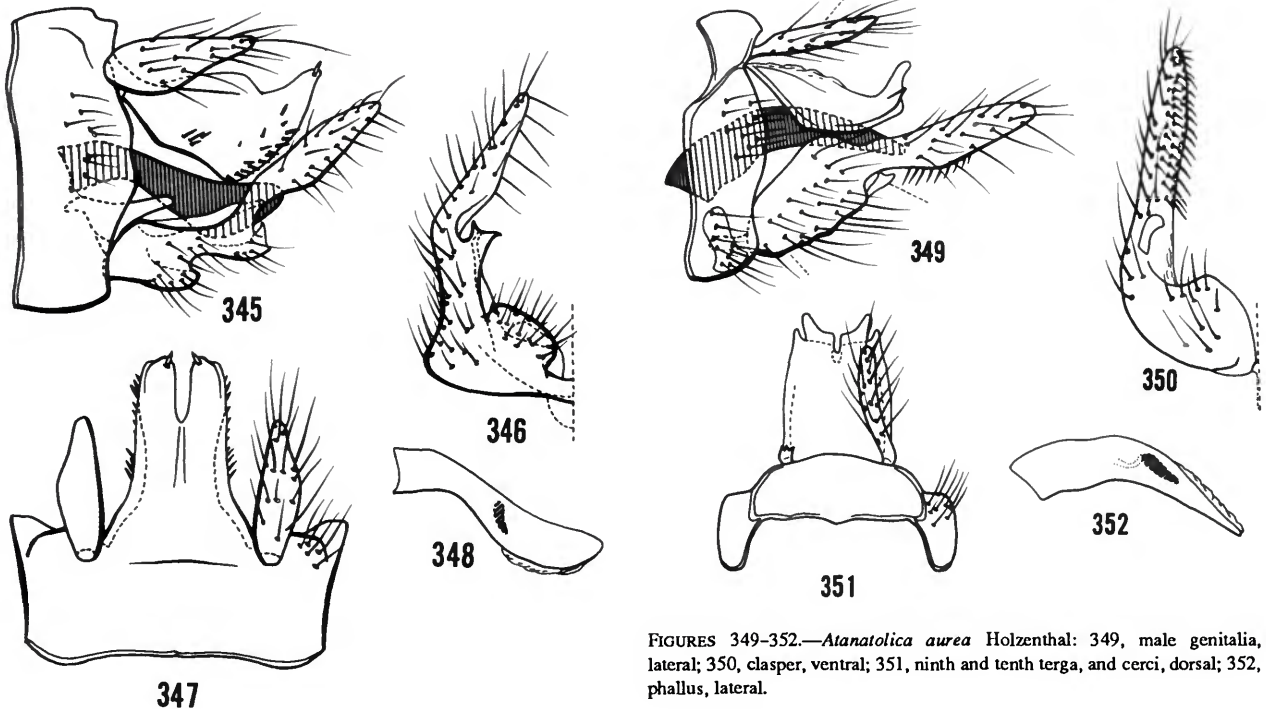 345
346
347
348
349
350
351
352
FIGURES 349–352.—Atanatolica aurea Holzenthal: 349, male genitalia,
lateral; 350, clasper, ventral; 351, ninth and tenth terga, and cerci, dorsal; 352,
phallus, lateral.